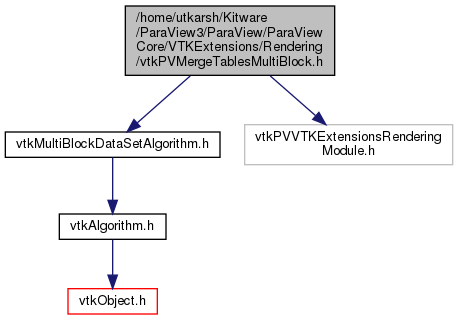 /home/utkarsh/Kitware
/ParaView3/ParaView/ParaView
Core/VTKExtensions/Rendering
/vtkPVMergeTablesMultiBlock.h
vtkMultiBlockDataSetAlgorithm.h
vtkPVVTKExtensionsRendering
Module.h
vtkAlgorithm.h
vtkObject.h